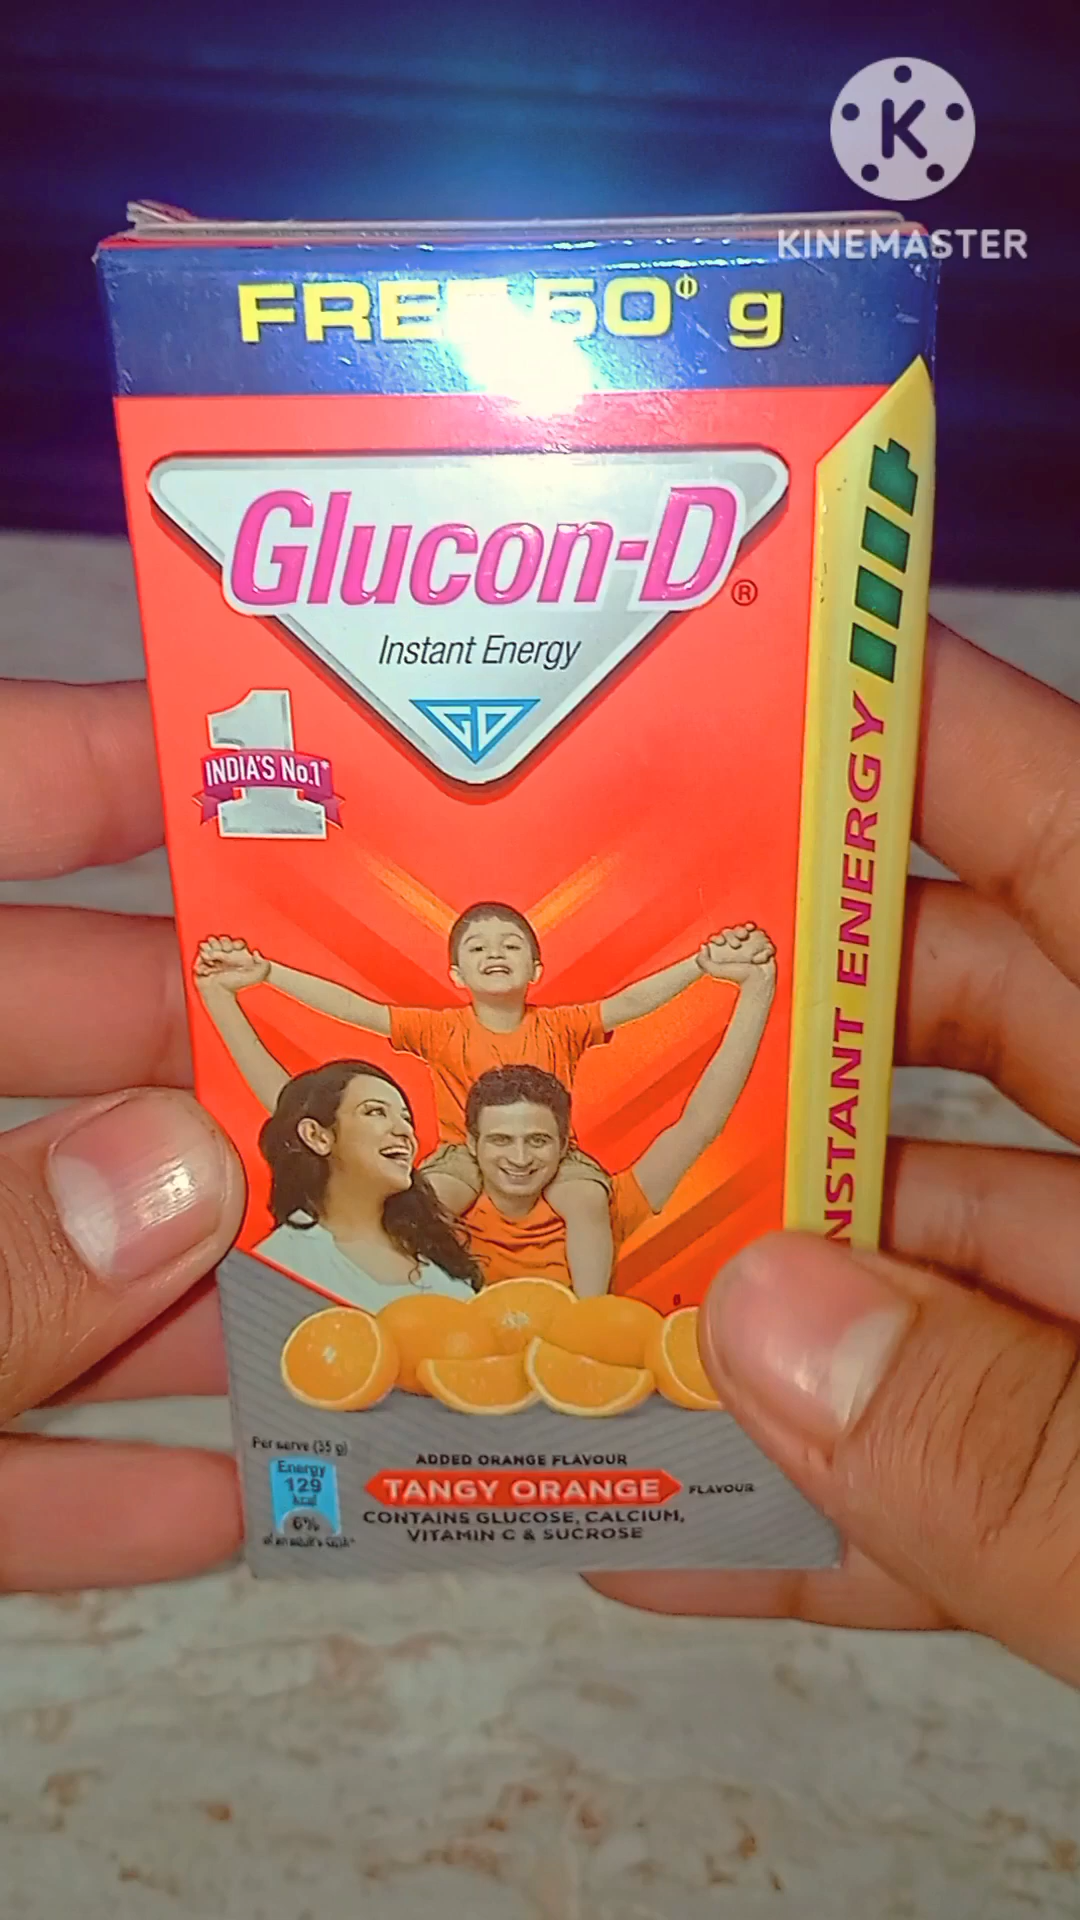 KINEMASTER
FREE 50 g
Glucon-D®
Instant Energy
GD
1
INDIA'S No.1*
INSTANT ENERGY
Per serve (35 g)
Energy
129
kcal
6%
ADDED ORANGE FLAVOUR
TANGY ORANGE FLAVOUR
CONTAINS GLUCOSE, CALCIUM,
VITAMIN C & SUCROSE